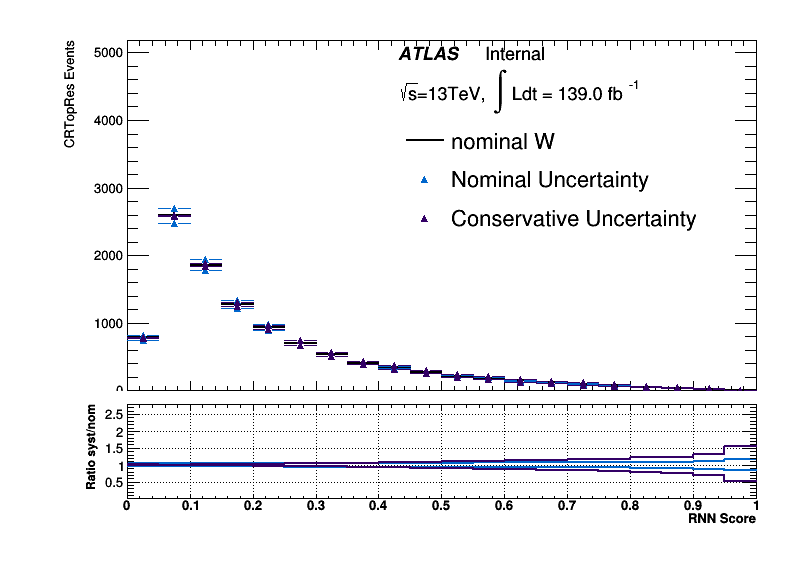 CRTopRes Events
5000
4000
3000
2000
1000
0
ATLAS Internal
√s=13TeV, ∫ Ldt = 139.0 fb -1
nominal W
Nominal Uncertainty
Conservative Uncertainty
Ratio syst/nom
2.5
2
1.5
1
0.5
0 0.1 0.2 0.3 0.4 0.5 0.6 0.7 0.8 0.9 1
RNN Score